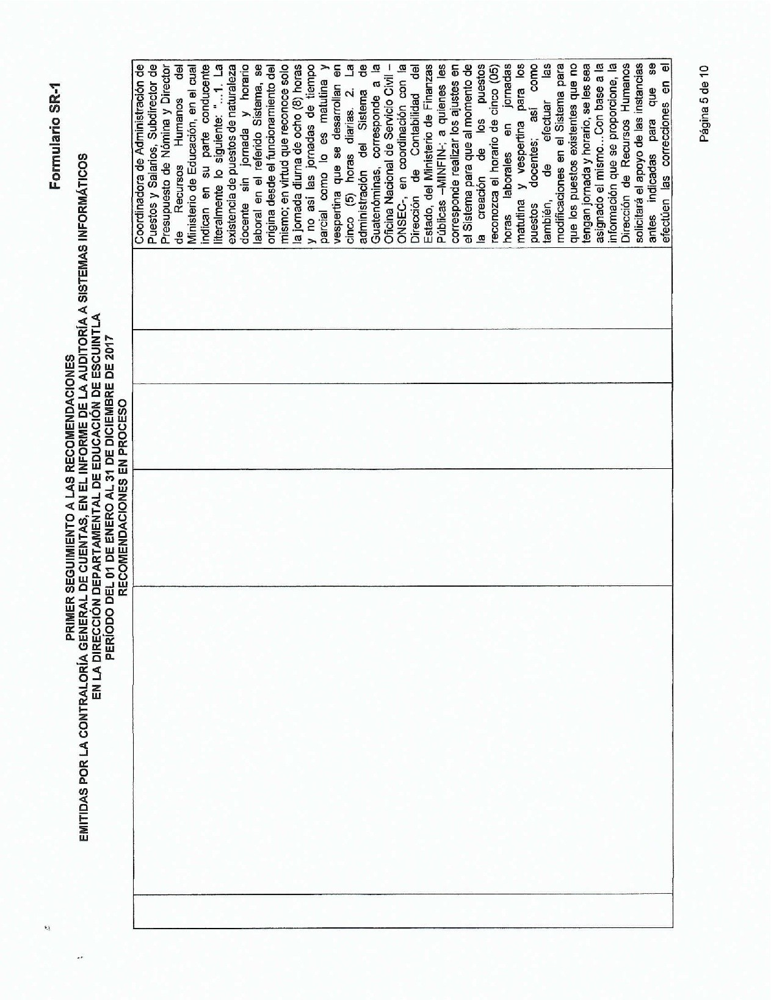 Formulario SR-1
PRIMER SEGUIMIENTO A LAS RECOMENDACIONES
EMITIDAS POR LA CONTRALORÍA GENERAL DE CUENTAS, EN EL INFORME DE LA AUDITORÍA A SISTEMAS INFORMÁTICOS
EN LA DIRECCIÓN DEPARTAMENTAL DE EDUCACIÓN DE ESCUINTLA
PERÍODO DEL 01 DE ENERO AL 31 DE DICIEMBRE DE 2017
RECOMENDACIONES EN PROCESO
Coordinadora de Administración de
Puestos y Salarios, Subdirector de
Presupuesto de Nómina y Director
de Recursos Humanos del
Ministerio de Educación, en el cual
indican en su parte conducente
literalmente lo siguiente: “...1. La
existencia de puestos de naturaleza
docente sin jornada y horario
laboral en el referido Sistema, se
origina desde el funcionamiento del
mismo; en virtud que reconoce solo
la jornada diurna de ocho (8) horas
y no así las jornadas de tiempo
parcial como lo es matutina y
vespertina que se desarrollan en
cinco (5) horas diarias. 2. La
administración del Sistema de
Guatenóminas, corresponde a la
Oficina Nacional de Servicio Civil –
ONSEC-, en coordinación con la
Dirección de Contabilidad del
Estado, del Ministerio de Finanzas
Públicas –MINFIN-; a quienes les
corresponde realizar los ajustes en
el Sistema para que al momento de
la creación de los puestos
reconozca el horario de cinco (05)
horas laborales en jornadas
matutina y vespertina para los
puestos docentes; así como
también, de efectuar las
modificaciones en el Sistema para
que los puestos existentes que no
tengan jornada y horario, se les sea
asignado el mismo...Con base a la
información que se proporcione, la
Dirección de Recursos Humanos
solicitará el apoyo de las instancias
antes indicadas para que se
efectúen las correcciones en el
Página 5 de 10